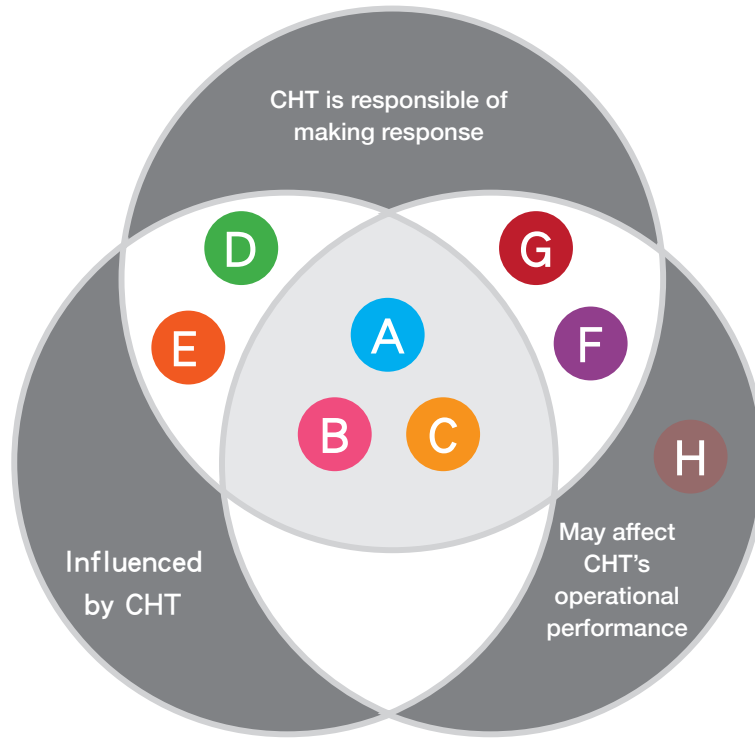 CHT is responsible of
making response
D
G
E
A
F
B
C
H
May affect
CHT's
operational
performance
Influenced
by CHT